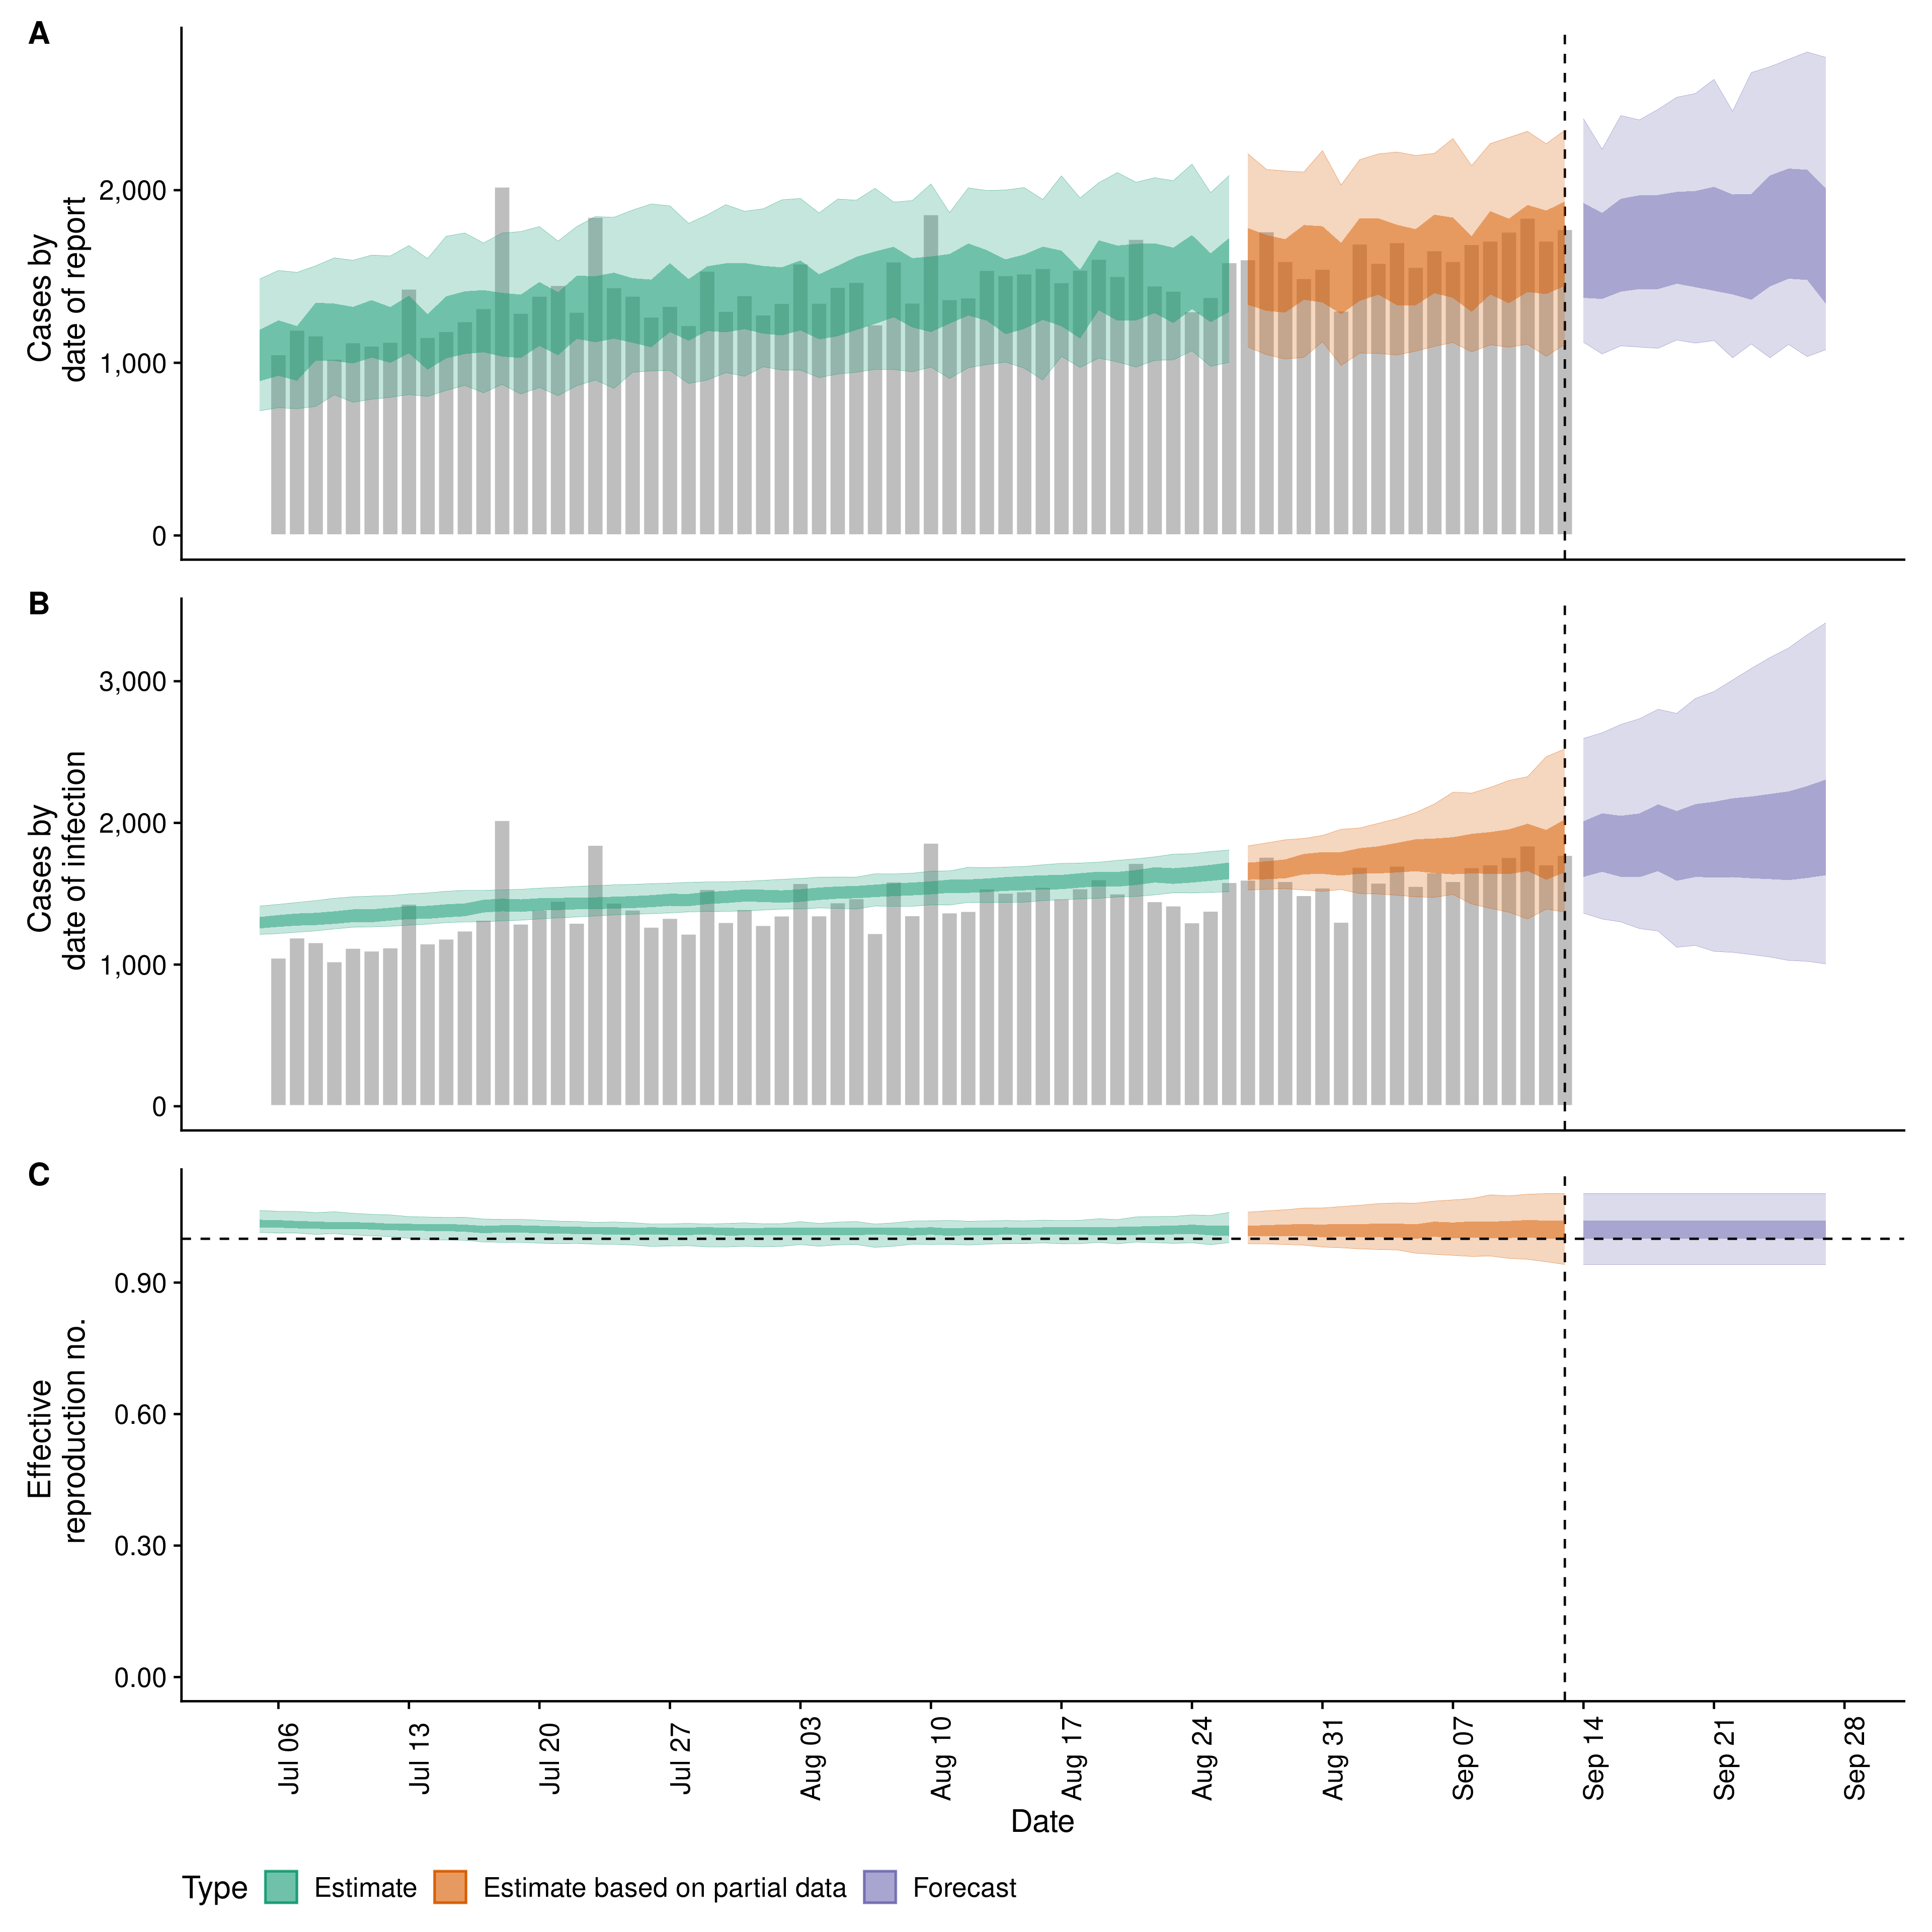 A
Cases by
date of report
2,000
1,000
0
B
Cases by
date of infection
3,000
2,000
1,000
0
C
Effective
reproduction no.
0.90
0.60
0.30
0.00
Jul 06
Jul 13
Jul 20
Jul 27
Aug 03
Aug 10
Aug 17
Aug 24
Aug 31
Sep 07
Sep 14
Sep 21
Sep 28
Date
Type Estimate Estimate based on partial data Forecast